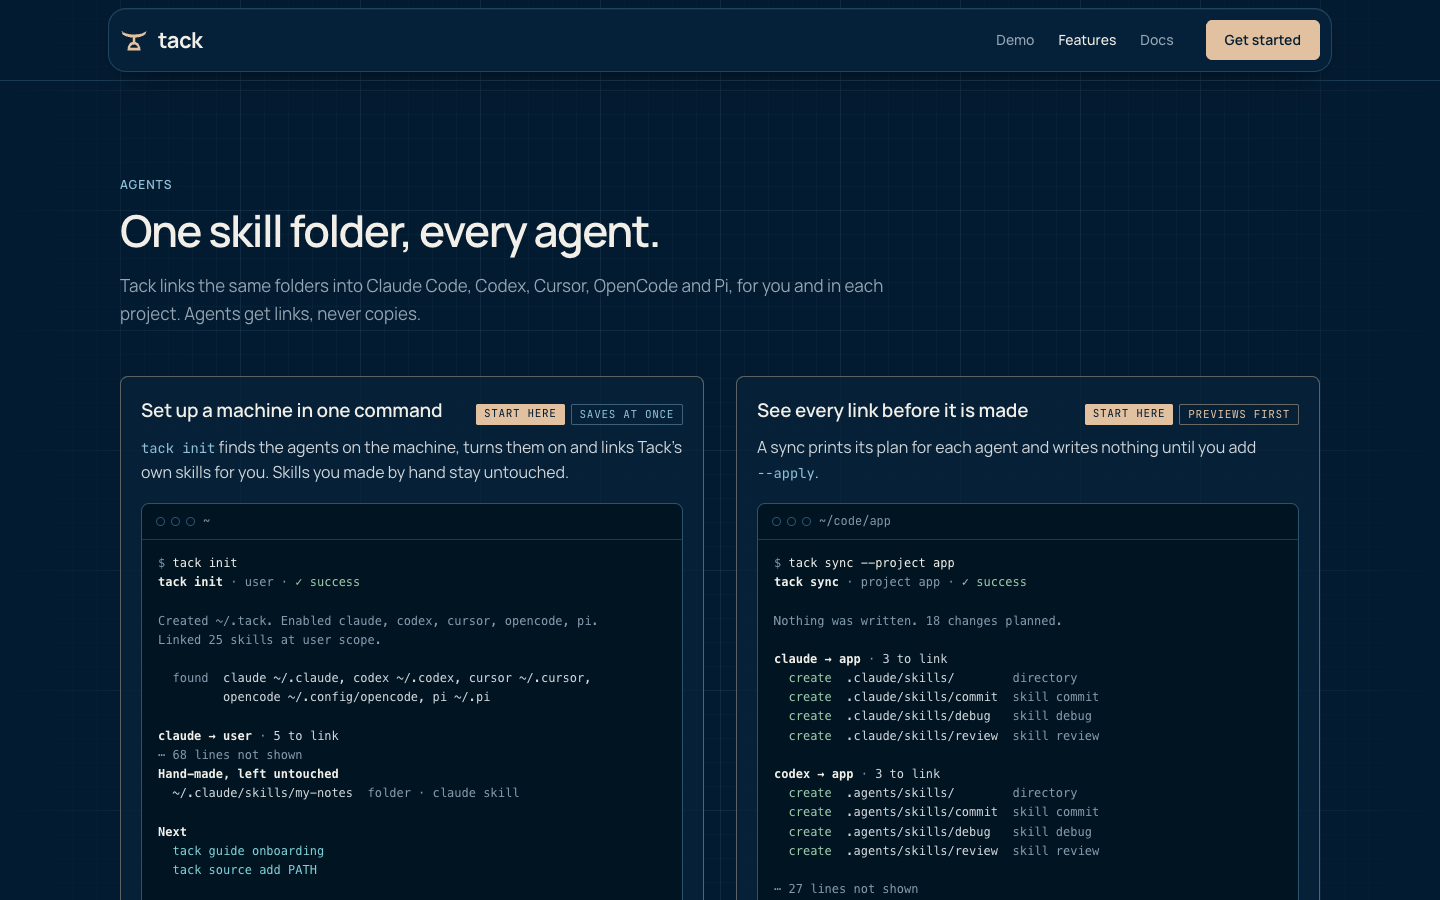 tack
Demo
Features
Docs
Get started
AGENTS
One skill folder, every agent.
Tack links the same folders into Claude Code, Codex, Cursor, OpenCode and Pi, for you and in each
project. Agents get links, never copies.
Set up a machine in one command
START HERE
SAVES AT ONCE
tack init finds the agents on the machine, turns them on and links Tack's
own skills for you. Skills you made by hand stay untouched.
~
$ tack init
tack init · user · ✓ success
Created ~/.tack. Enabled claude, codex, cursor, opencode, pi.
Linked 25 skills at user scope.
found claude ~/.claude, codex ~/.codex, cursor ~/.cursor,
opencode ~/.config/opencode, pi ~/.pi
claude → user · 5 to link
⋯ 68 lines not shown
Hand-made, left untouched
~/.claude/skills/my-notes folder · claude skill
Next
tack guide onboarding
tack source add PATH
See every link before it is made
START HERE
PREVIEWS FIRST
A sync prints its plan for each agent and writes nothing until you add
--apply.
~/code/app
$ tack sync --project app
tack sync · project app · ✓ success
Nothing was written. 18 changes planned.
claude → app · 3 to link
create .claude/skills/ directory
create .claude/skills/commit skill commit
create .claude/skills/debug skill debug
create .claude/skills/review skill review
codex → app · 3 to link
create .agents/skills/ directory
create .agents/skills/commit skill commit
create .agents/skills/debug skill debug
create .agents/skills/review skill review
⋯ 27 lines not shown